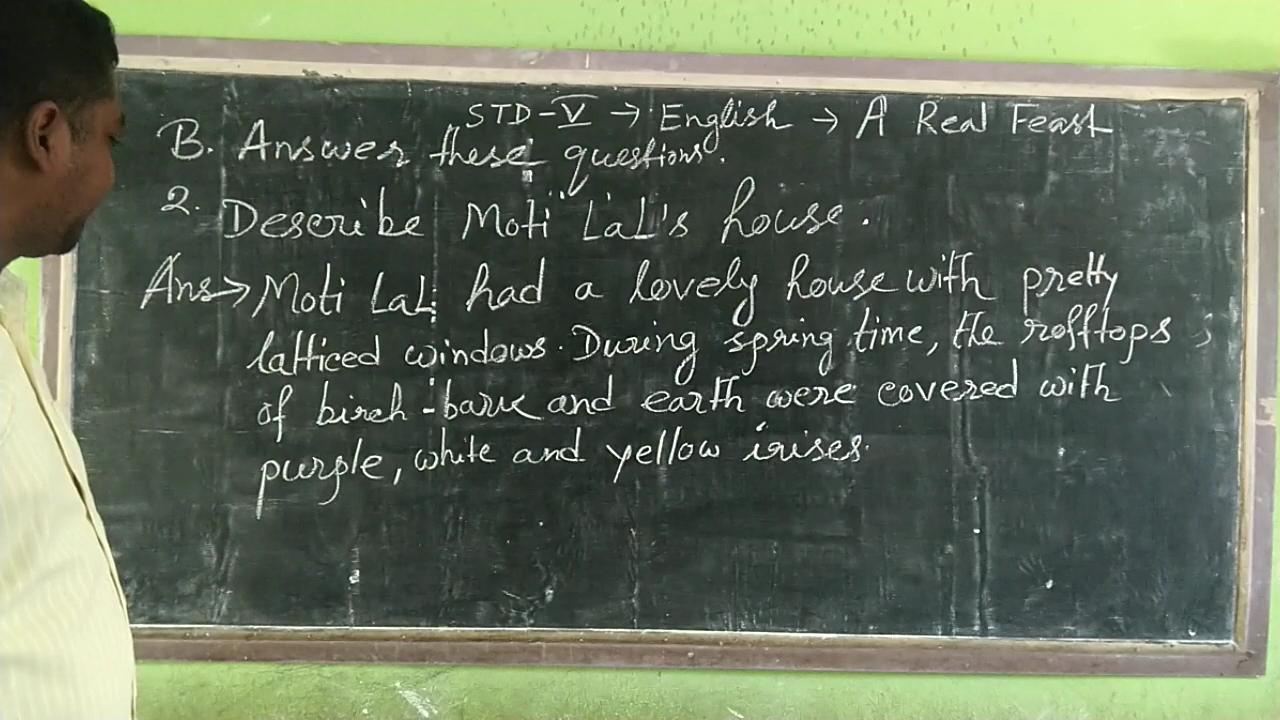 STD-V → English → A Real Feast
B. Answer these questions.
2. Describe Moti Lal's house.
Ans→ Moti Lal had a lovely house with pretty
latticed windows. During spring time, the rofftops
of birch-bark and earth were covered with
purple, white and yellow irises.